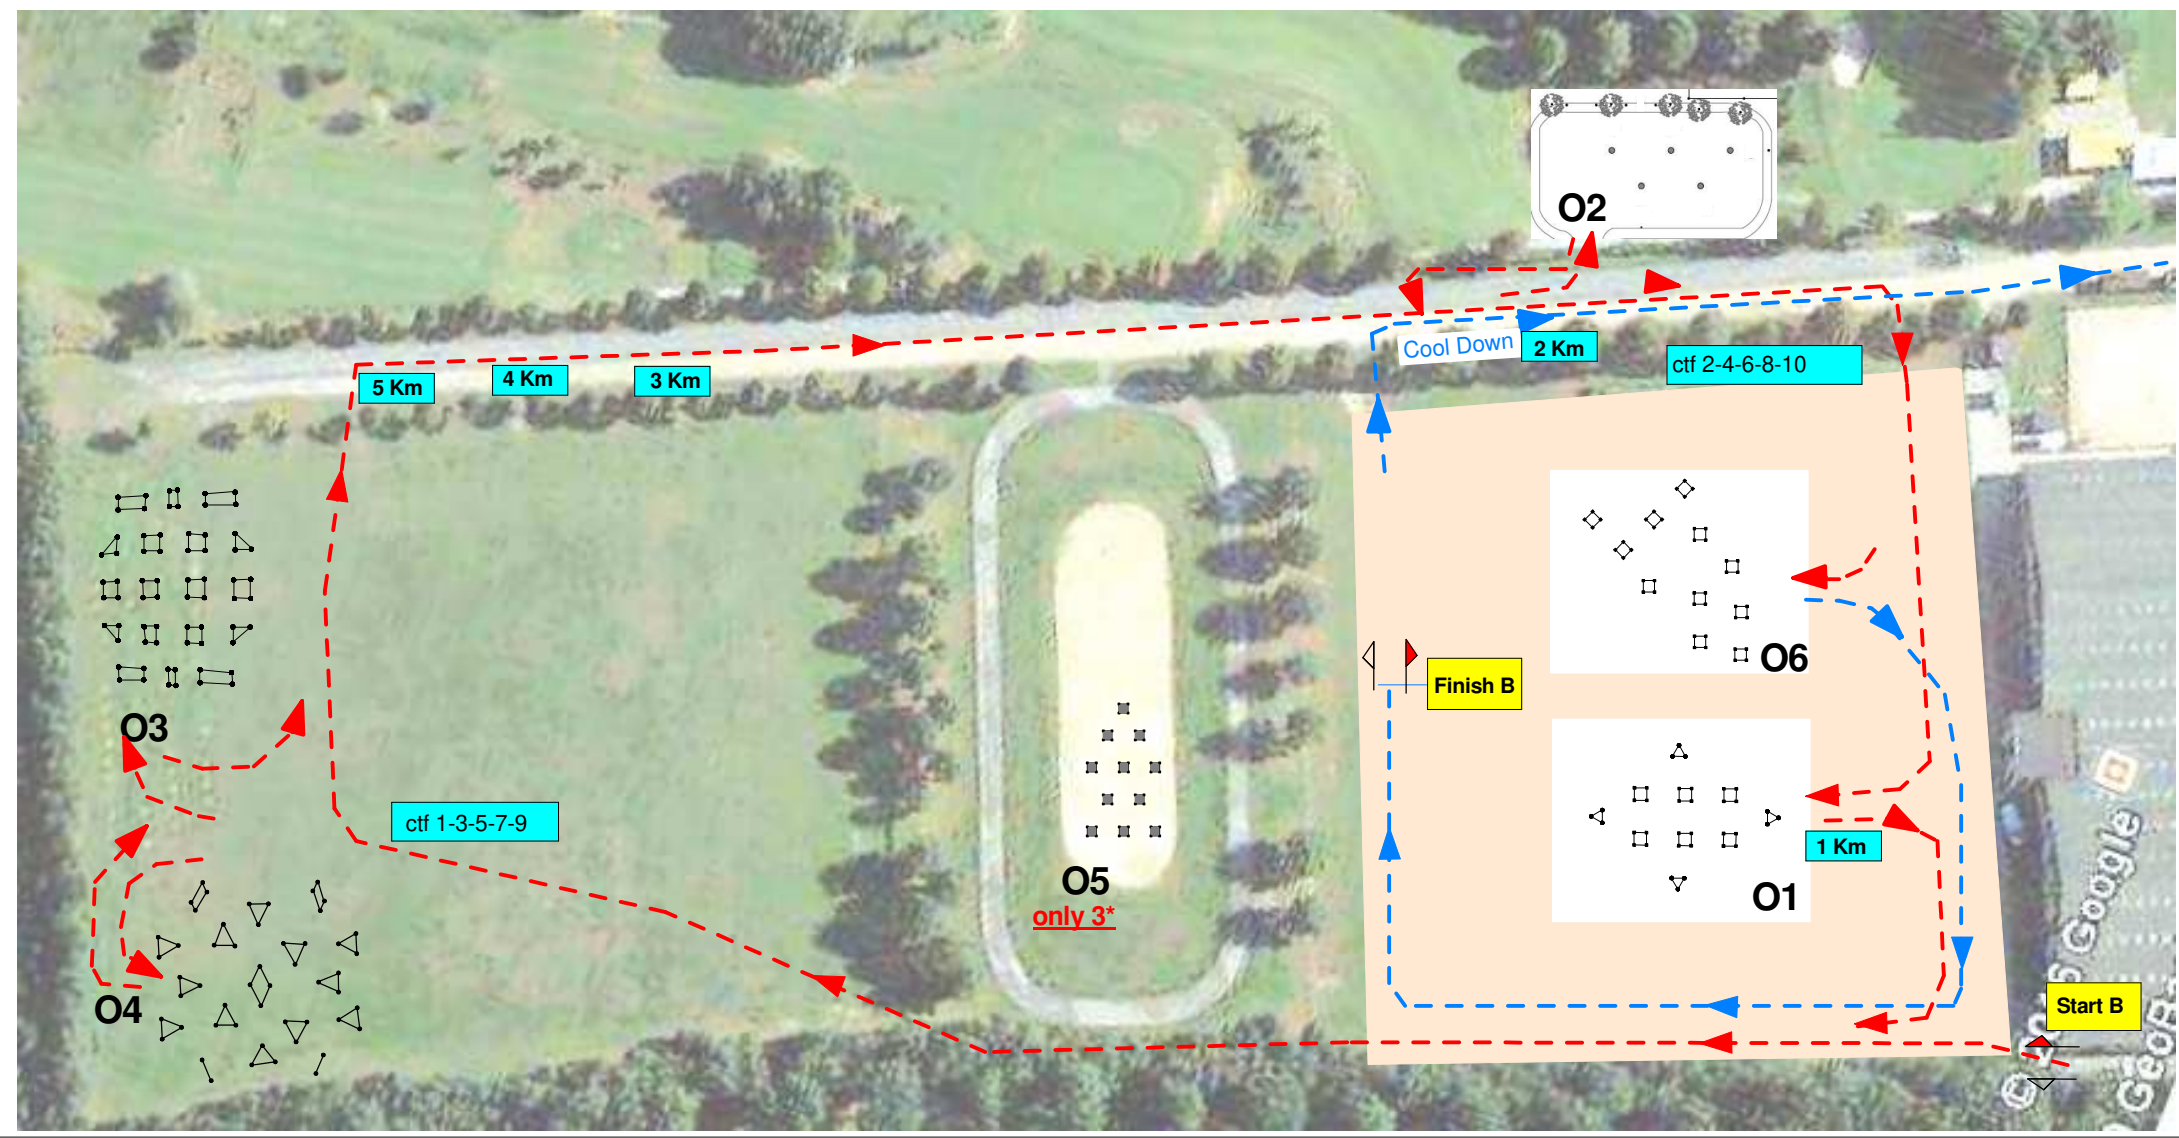 O2
Cool Down
2 Km
ctf 2-4-6-8-10
5 Km
4 Km
3 Km
O6
Finish B
O3
ctf 1-3-5-7-9
1 Km
O5
only 3*
O1
O4
Start B
Google